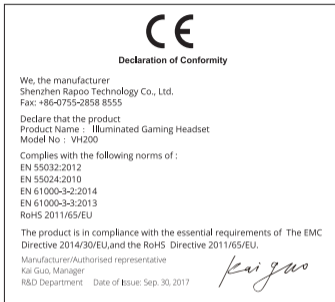 CE
Declaration of Conformity
We, the manufacturer
Shenzhen Rapoo Technology Co., Ltd.
Fax: +86-0755-2858 8555
Declare that the product
Product Name : Illuminated Gaming Headset
Model No : VH200
Complies with the following norms of :
EN 55032:2012
EN 55024:2010
EN 61000-3-2:2014
EN 61000-3-3:2013
RoHS 2011/65/EU
The product is in compliance with the essential requirements of The EMC
Directive 2014/30/EU,and the RoHS Directive 2011/65/EU.
Manufacturer/Authorised representative
Kai Guo, Manager
R&D Department Date of Issue: Sep. 30, 2017
Kai guo